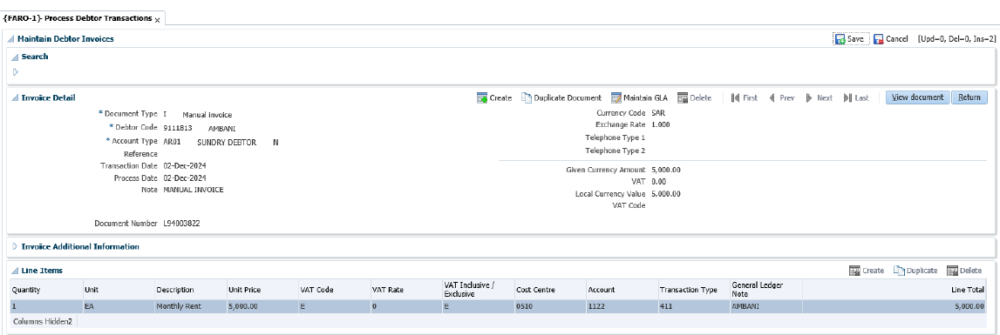 {FARO-1}- Process Debtor Transactions x
Maintain Debtor Invoices Save Cancel [Upd=0, Del=0, Ins=2]
Search
Invoice Detail Create Duplicate Document Maintain GLA Delete First Prev Next Last View document Return
* Document Type I Manual invoice
* Debtor Code 9111813 AMBANI
* Account Type AR01 SUNDRY DEBTOR N
Reference
Transaction Date 02-Dec-2024
Process Date 02-Dec-2024
Note MANUAL INVOICE
Document Number L94003822
Currency Code SAR
Exchange Rate 1.000
Telephone Type 1
Telephone Type 2
Given Currency Amount 5,000.00
VAT 0.00
Local Currency Value 5,000.00
VAT Code
Invoice Additional Information
Line Items Create Duplicate Delete
Quantity Unit Description Unit Price VAT Code VAT Rate VAT Inclusive / Exclusive Cost Centre Account Transaction Type General Ledger Note Line Total
1 EA Monthly Rent 5,000.00 E 0 E 0510 1122 411 AMBANI 5,000.00
Columns Hidden2